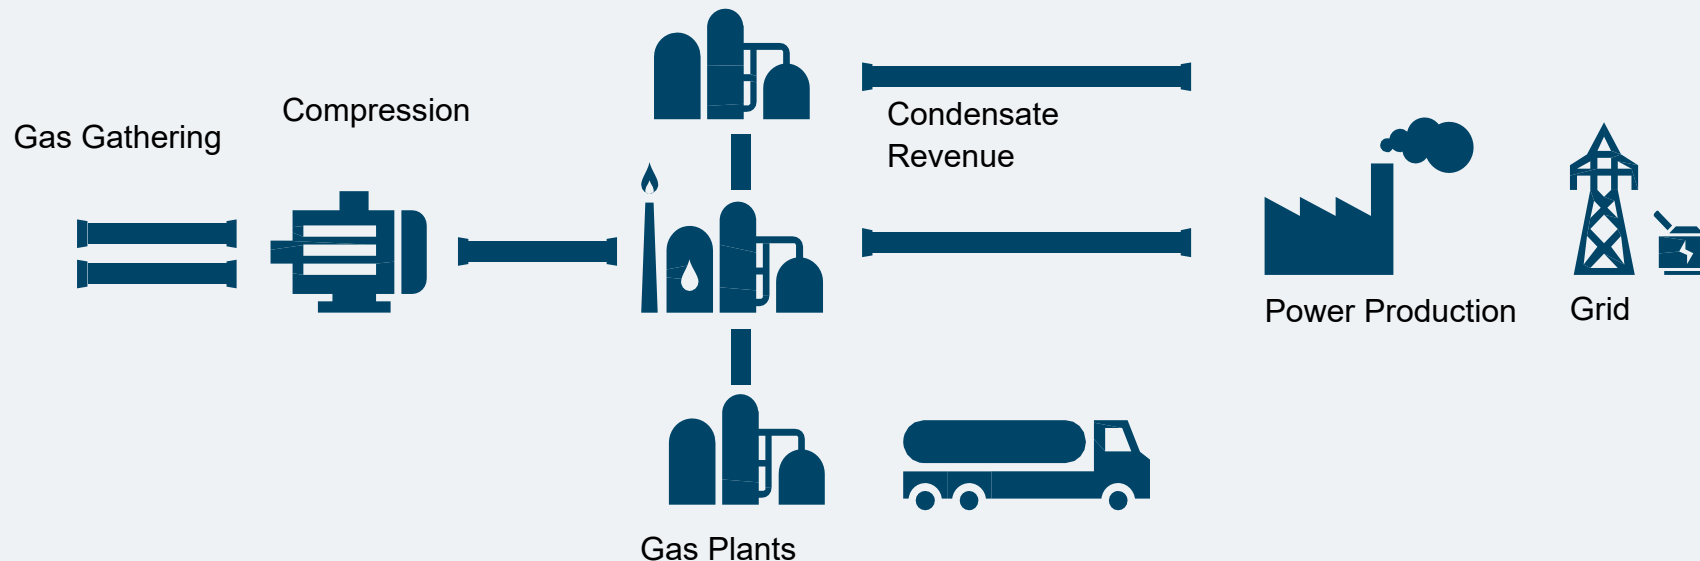 Gas Gathering
Compression
Condensate
Revenue
Power Production
Grid
Gas Plants